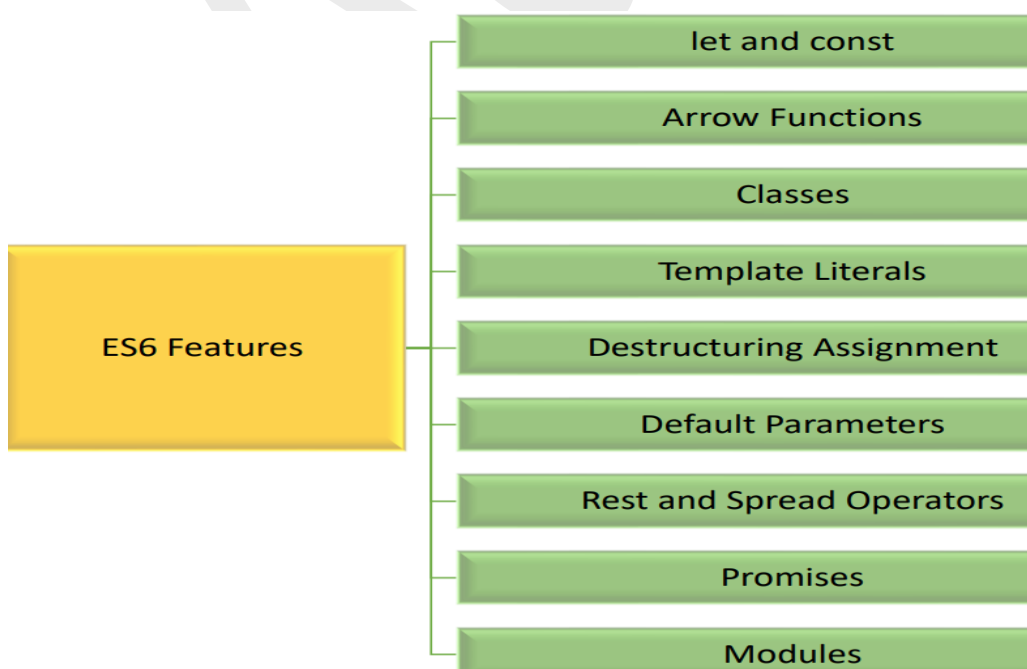 ES6 Features
let and const
Arrow Functions
Classes
Template Literals
Destructuring Assignment
Default Parameters
Rest and Spread Operators
Promises
Modules